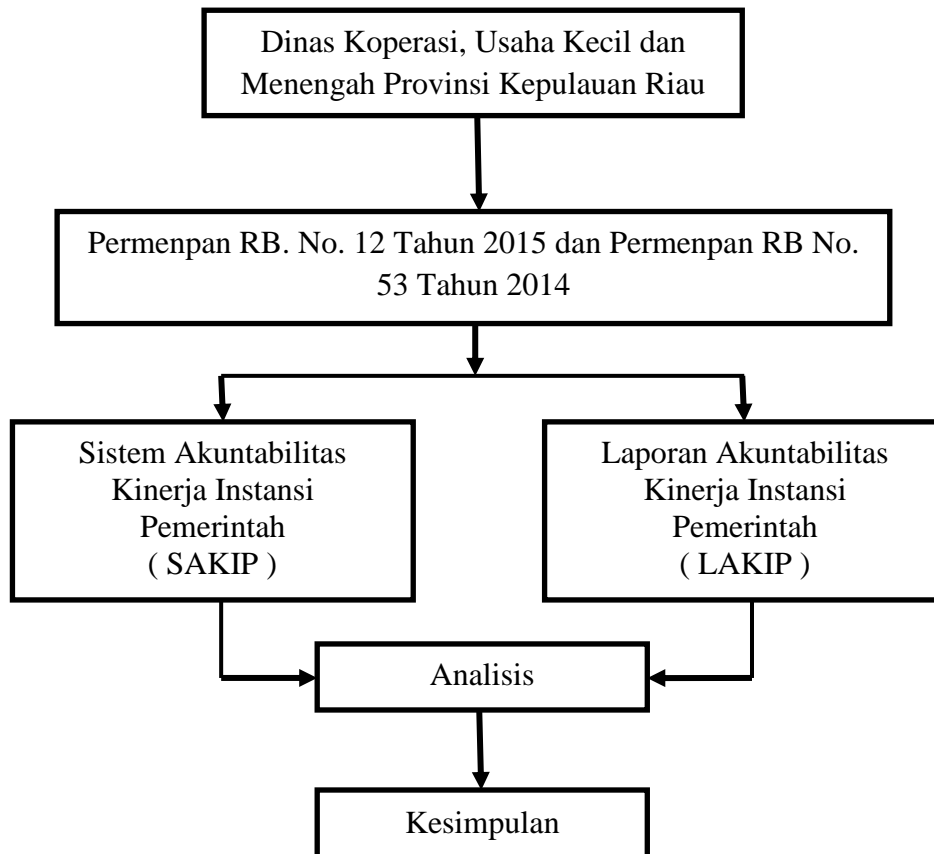 Dinas Koperasi, Usaha Kecil dan
Menengah Provinsi Kepulauan Riau
Permenpan RB. No. 12 Tahun 2015 dan Permenpan RB No.
53 Tahun 2014
Sistem Akuntabilitas
Kinerja Instansi
Pemerintah
( SAKIP )
Laporan Akuntabilitas
Kinerja Instansi
Pemerintah
( LAKIP )
Analisis
Kesimpulan